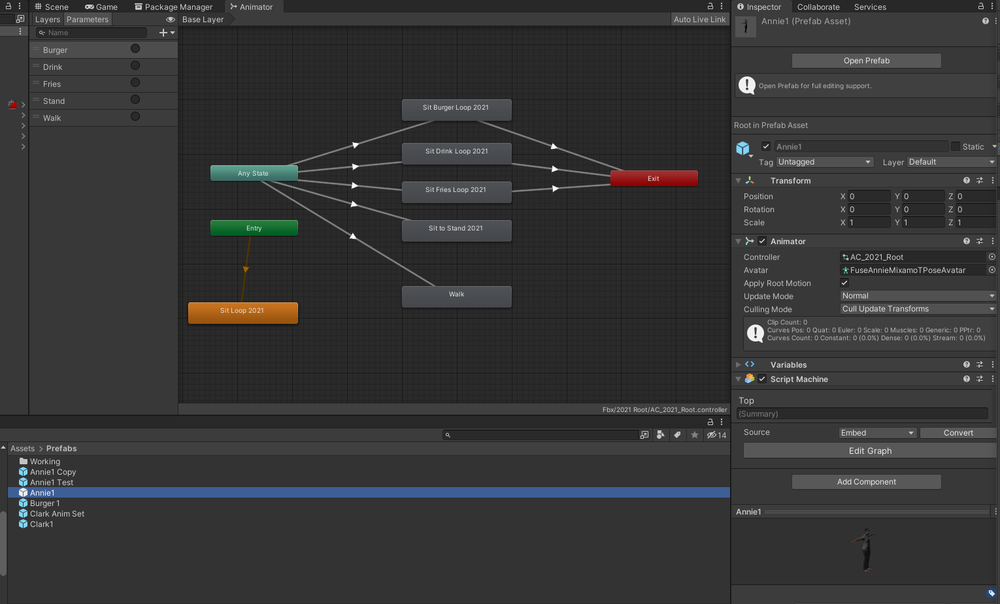 Scene
Game
Package Manager
Animator
Layers
Parameters
Base Layer
Auto Live Link
Name
Burger
Drink
Fries
Stand
Walk
Sit Burger Loop 2021
Sit Drink Loop 2021
Any State
Exit
Sit Fries Loop 2021
Entry
Sit to Stand 2021
Walk
Sit Loop 2021
Fbx/2021 Root/AC_2021_Root.controller
14
Assets > Prefabs
Working
Annie1 Copy
Annie1 Test
Annie1
Burger 1
Clark Anim Set
Clark1
Inspector
Collaborate
Services
Annie1 (Prefab Asset)
Open Prefab
Open Prefab for full editing support.
Root in Prefab Asset
Annie1
Static
Tag Untagged
Layer Default
Transform
Position X 0 Y 0 Z 0
Rotation X 0 Y 0 Z 0
Scale X 1 Y 1 Z 1
Animator
Controller AC_2021_Root
Avatar FuseAnnieMixamoTPoseAvatar
Apply Root Motion
Update Mode Normal
Culling Mode Cull Update Transforms
Clip Count: 0
Curves Pos: 0 Quat: 0 Euler: 0 Scale: 0 Muscles: 0 Generic: 0 PPtr: 0
Curves Count: 0 Constant: 0 (0.0%) Dense: 0 (0.0%) Stream: 0 (0.0%)
Variables
Script Machine
Top
(Summary)
Source Embed Convert
Edit Graph
Add Component
Annie1